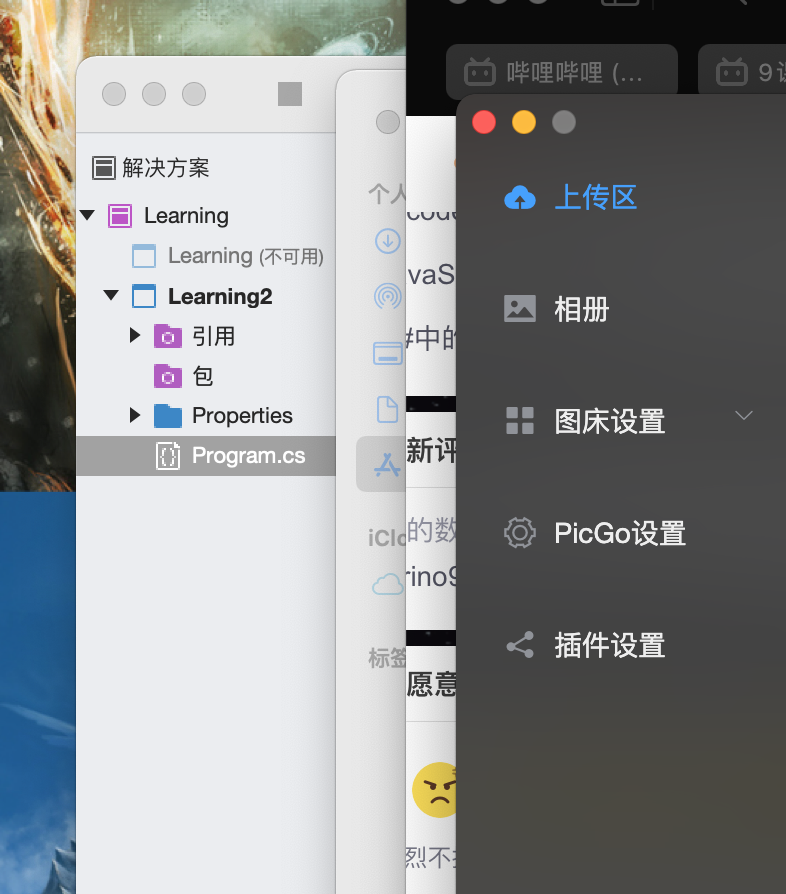 哔哩哔哩 (...
9
解决方案
Learning
Learning (不可用)
Learning2
引用
包
Properties
Program.cs
个人
iClo
标签
code
vaS
#中的
新评
的数
rino9
愿意
烈不
上传区
相册
图床设置
PicGo设置
插件设置